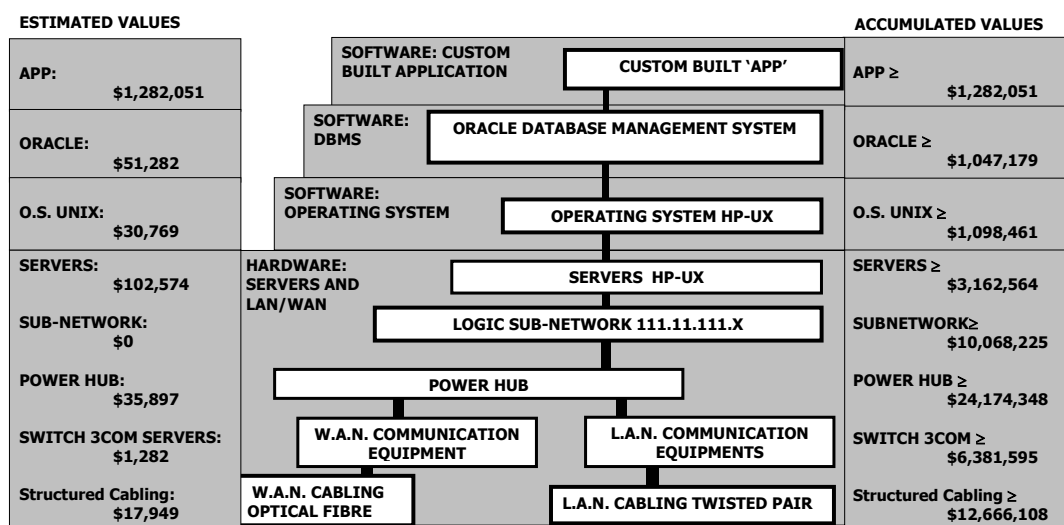 ESTIMATED VALUES
APP:
$1,282,051
ORACLE:
$51,282
O.S. UNIX:
$30,769
SERVERS:
$102,574
SUB-NETWORK:
$0
POWER HUB:
$35,897
SWITCH 3COM SERVERS:
$1,282
Structured Cabling:
$17,949
SOFTWARE: CUSTOM
BUILT APPLICATION
CUSTOM BUILT ‘APP’
SOFTWARE:
DBMS
ORACLE DATABASE MANAGEMENT SYSTEM
SOFTWARE:
OPERATING SYSTEM
OPERATING SYSTEM HP-UX
HARDWARE:
SERVERS AND
LAN/WAN
SERVERS HP-UX
LOGIC SUB-NETWORK 111.11.111.X
POWER HUB
W.A.N. COMMUNICATION
EQUIPMENT
L.A.N. COMMUNICATION
EQUIPMENTS
W.A.N. CABLING
OPTICAL FIBRE
L.A.N. CABLING TWISTED PAIR
ACCUMULATED VALUES
APP ≥
$1,282,051
ORACLE ≥
$1,047,179
O.S. UNIX ≥
$1,098,461
SERVERS ≥
$3,162,564
SUBNETWORK≥
$10,068,225
POWER HUB ≥
$24,174,348
SWITCH 3COM ≥
$6,381,595
Structured Cabling ≥
$12,666,108